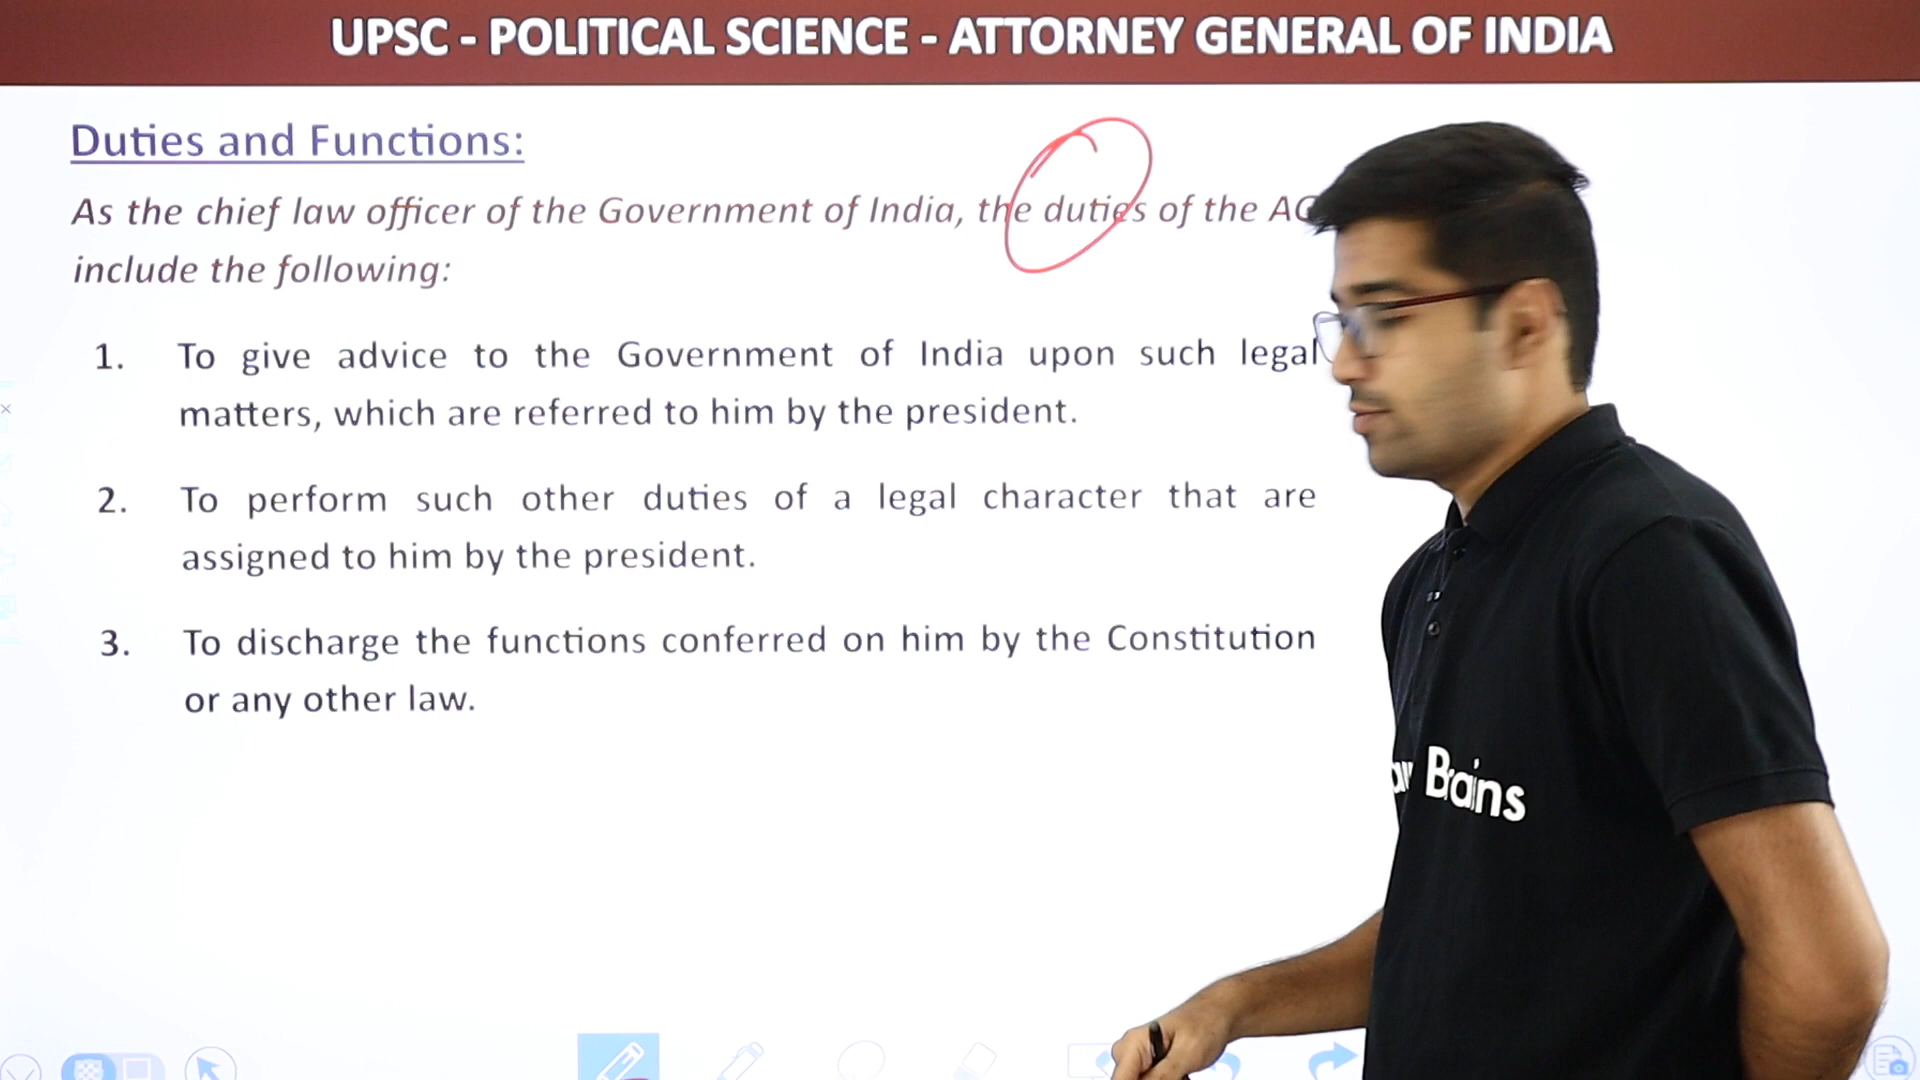 UPSC - POLITICAL SCIENCE - ATTORNEY GENERAL OF INDIA
Duties and Functions:
As the chief law officer of the Government of India, the duties of the AG
include the following:
1. To give advice to the Government of India upon such legal
matters, which are referred to him by the president.
2. To perform such other duties of a legal character that are
assigned to him by the president.
3. To discharge the functions conferred on him by the Constitution
or any other law.
Brains